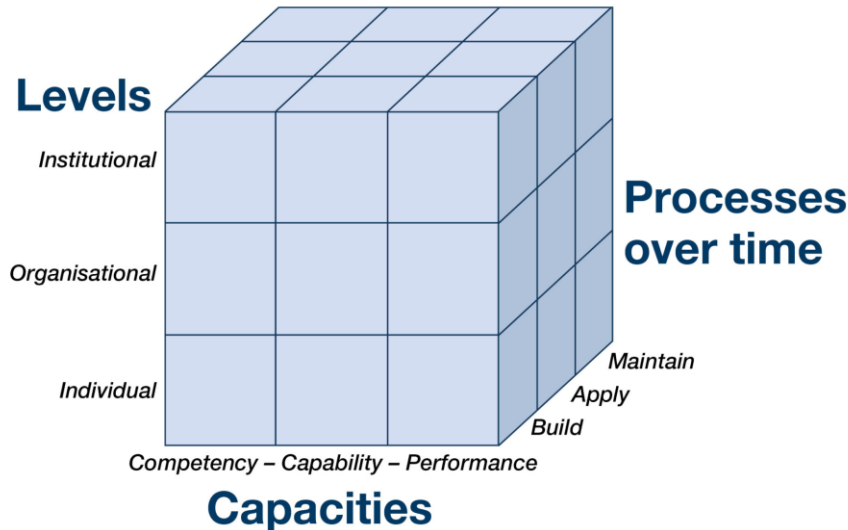 Levels
Institutional
Organisational
Individual
Processes
over time
Maintain
Apply
Build
Competency – Capability – Performance
Capacities